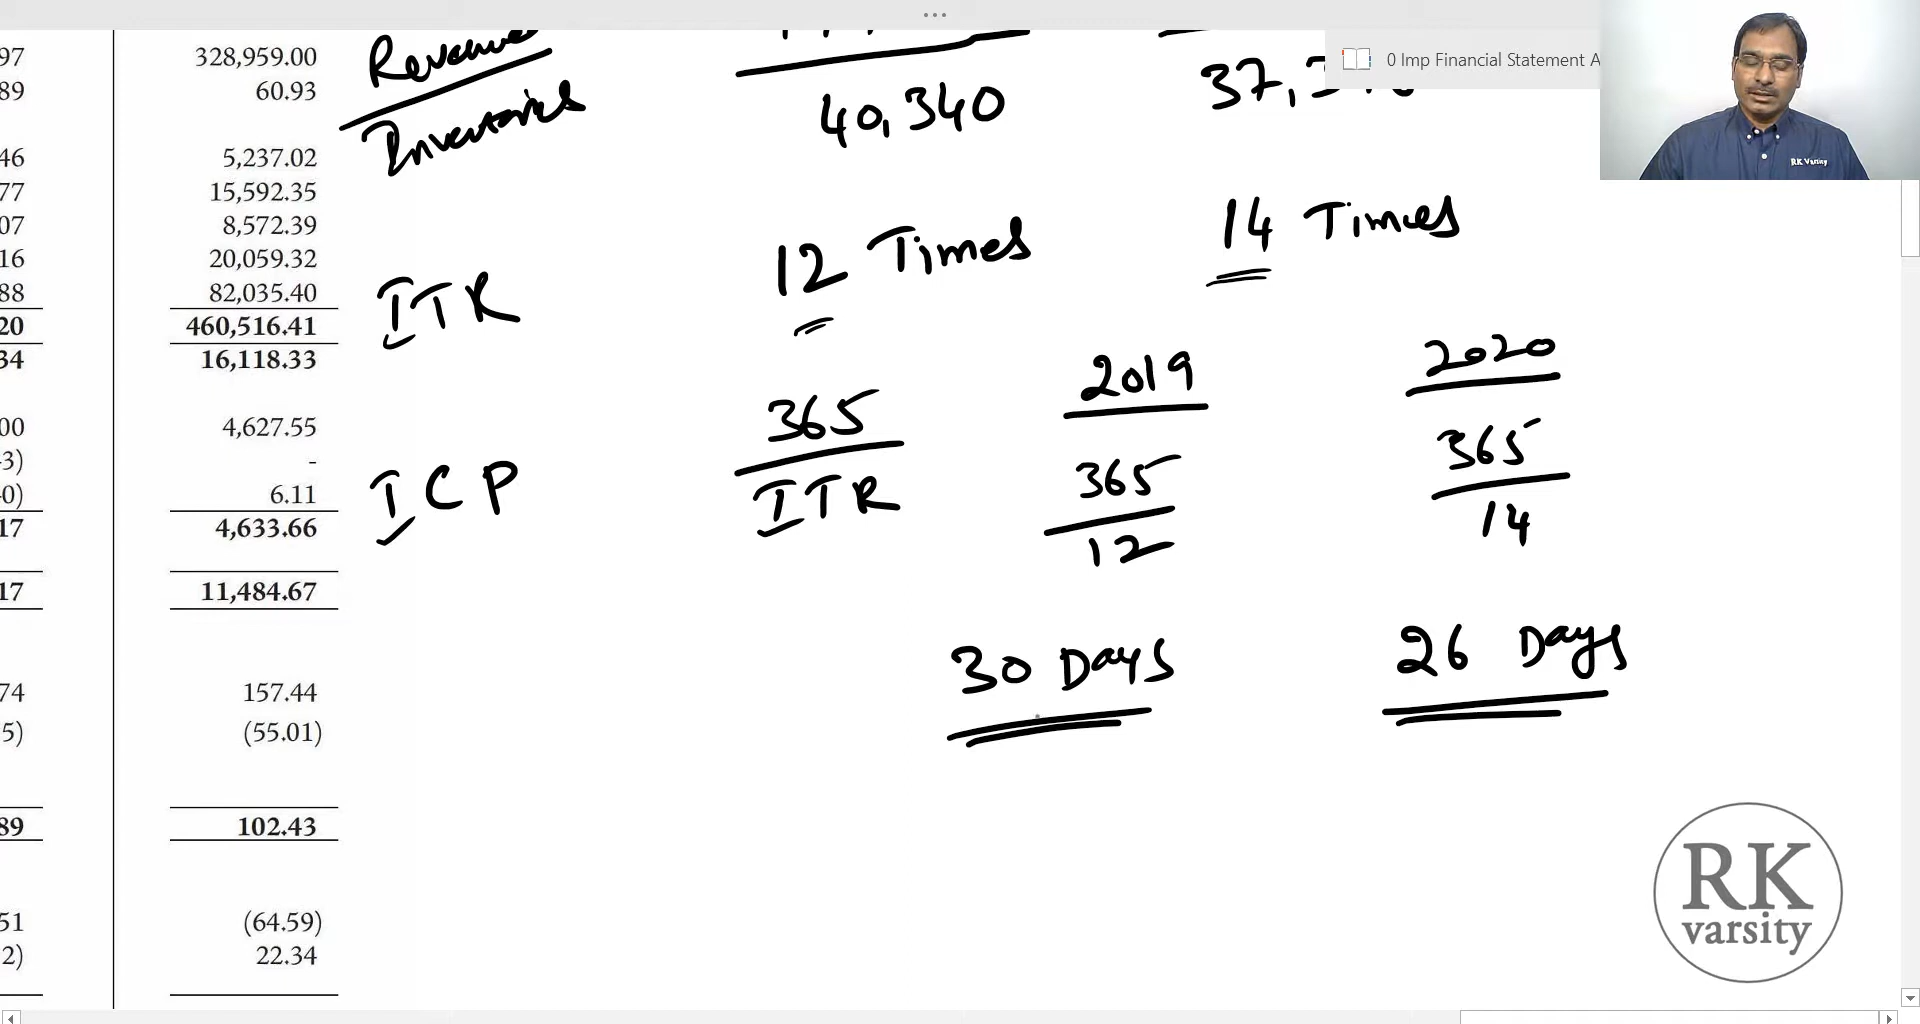 0 Imp Financial Statement A
RK Varsity
97 328,959.00
89 60.93
46 5,237.02
77 15,592.35
07 8,572.39
16 20,059.32
88 82,035.40
20 460,516.41
34 16,118.33
00 4,627.55
3) -
0) 6.11
17 4,633.66
17 11,484.67
74 157.44
5) (55.01)
89 102.43
51 (64.59)
2) 22.34
Revenue
Inventories
40,340
37,
ITR 12 Times 14 Times
2019 2020
ICP 365 365 365
ITR 12 14
30 Days 26 Days
RK
varsity